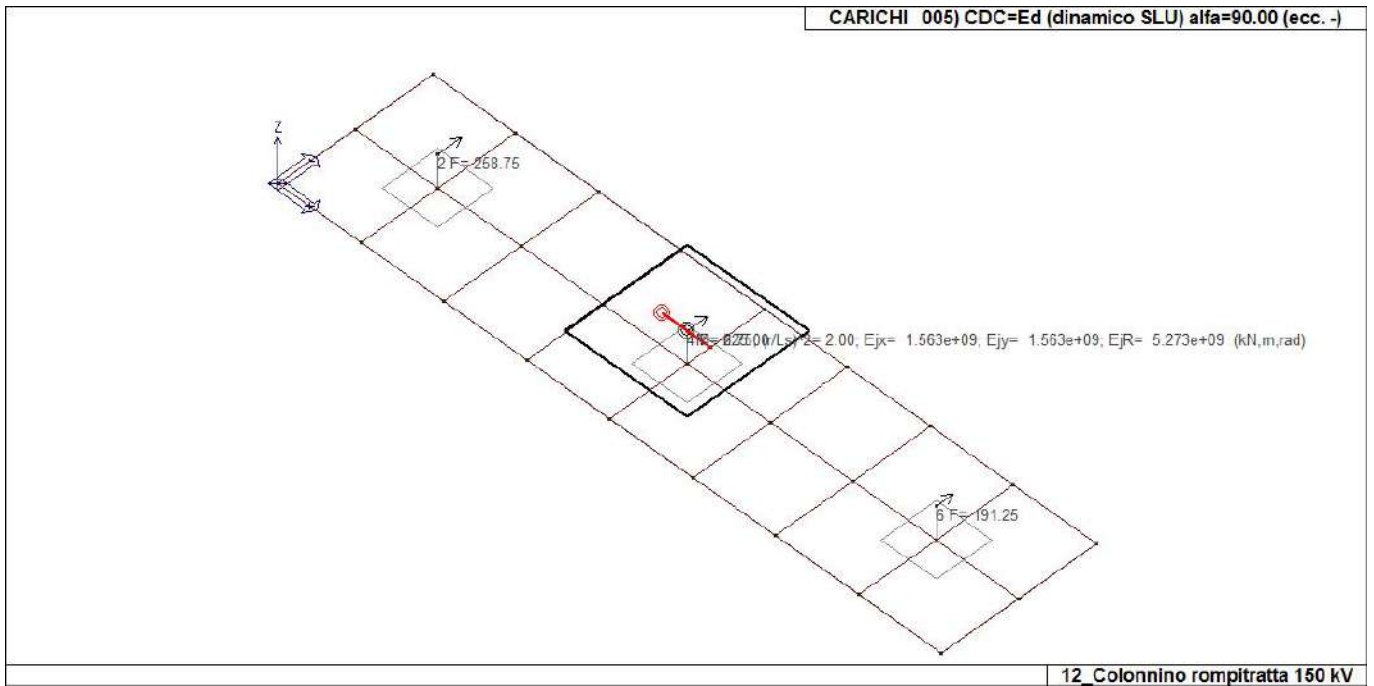 CARICHI 005) CDC=Ed (dinamico SLU) alfa=90.00 (ecc. -)
Z
2 F= 258.75
2= 2.00; Ejx= 1.563e+09; Ejy= 1.563e+09; EjR= 5.273e+09 (kN,m,rad)
6 F= 191.25
12_Colonnino rompitratta 150 kV